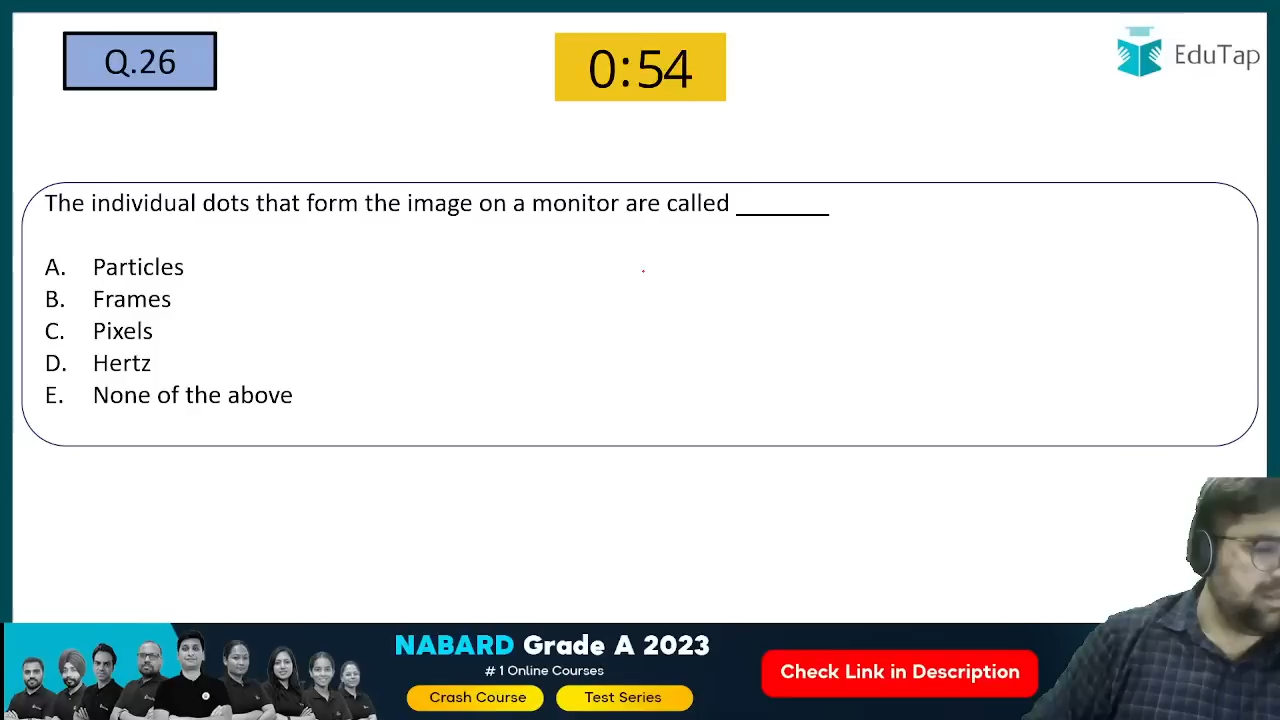 Q.26
0:54
EduTap
The individual dots that form the image on a monitor are called _______
A. Particles
B. Frames
C. Pixels
D. Hertz
E. None of the above
NABARD Grade A 2023
# 1 Online Courses
Crash Course
Test Series
Check Link in Description